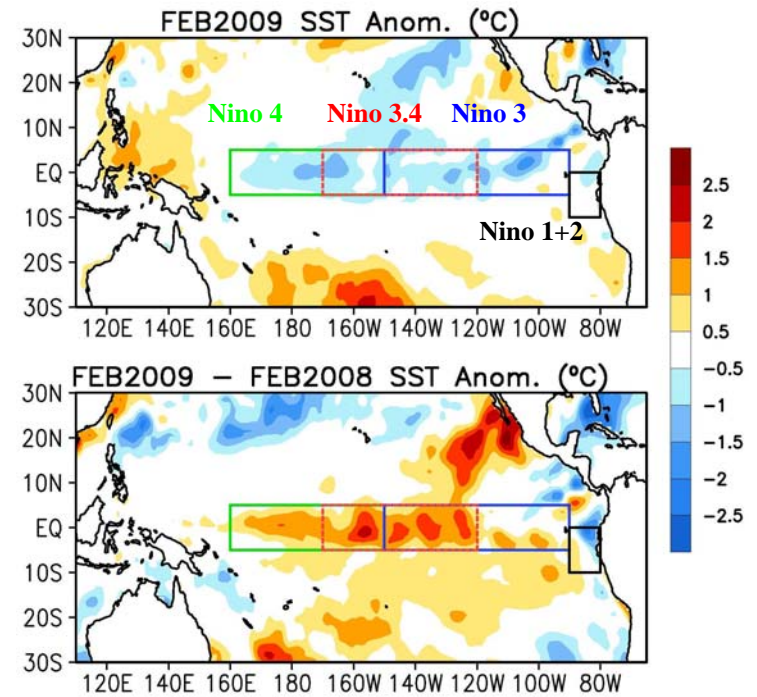 FEB2009 SST Anom. (ºC)
30N
20N
10N
EQ
10S
20S
30S
Nino 4
Nino 3.4
Nino 3
Nino 1+2
120E 140E 160E 180 160W 140W 120W 100W 80W
FEB2009 – FEB2008 SST Anom. (ºC)
30N
20N
10N
EQ
10S
20S
30S
120E 140E 160E 180 160W 140W 120W 100W 80W
2.5
2
1.5
1
0.5
−0.5
−1
−1.5
−2
−2.5